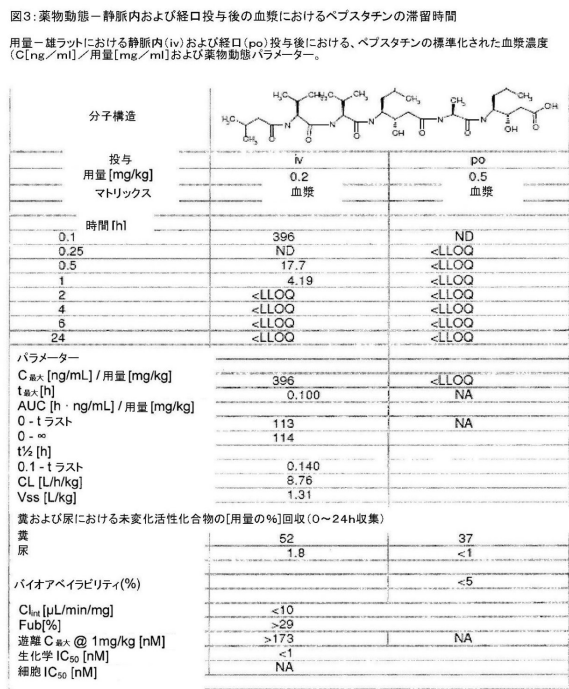 図3：薬物動態－静脈内および経口投与後の血漿におけるペプスタチンの滞留時間
用量－雄ラットにおける静脈内（iv）および経口（po）投与後における、ペプスタチンの標準化された血漿濃度
（C[ng／ml]／用量[mg／ml]および薬物動態パラメーター。
分子構造
投与 iv po
用量 [mg/kg] 0.2 0.5
マトリックス 血漿 血漿
時間 [h]
0.1 396 ND
0.25 ND <LLOQ
0.5 17.7 <LLOQ
1 4.19 <LLOQ
2 <LLOQ <LLOQ
4 <LLOQ <LLOQ
6 <LLOQ <LLOQ
24 <LLOQ <LLOQ
パラメーター
C最大 [ng/mL] / 用量 [mg/kg] 396 <LLOQ
t最大 [h] 0.100 NA
AUC [h · ng/mL] / 用量 [mg/kg]
0 - t ラスト 113 NA
0 - ∞ 114
t½ [h]
0.1 - t ラスト 0.140
CL [L/h/kg] 8.76
Vss [L/kg] 1.31
糞および尿における未変化活性化合物の[用量の%]回収（0～24h収集）
糞 52 37
尿 1.8 <1
バイオアベイラビリティ(%) <5
Clint [µL/min/mg] <10
Fub[%] >29
遊離 C最大 @ 1mg/kg [nM] >173 NA
生化学 IC50 [nM] <1
細胞 IC50 [nM] NA